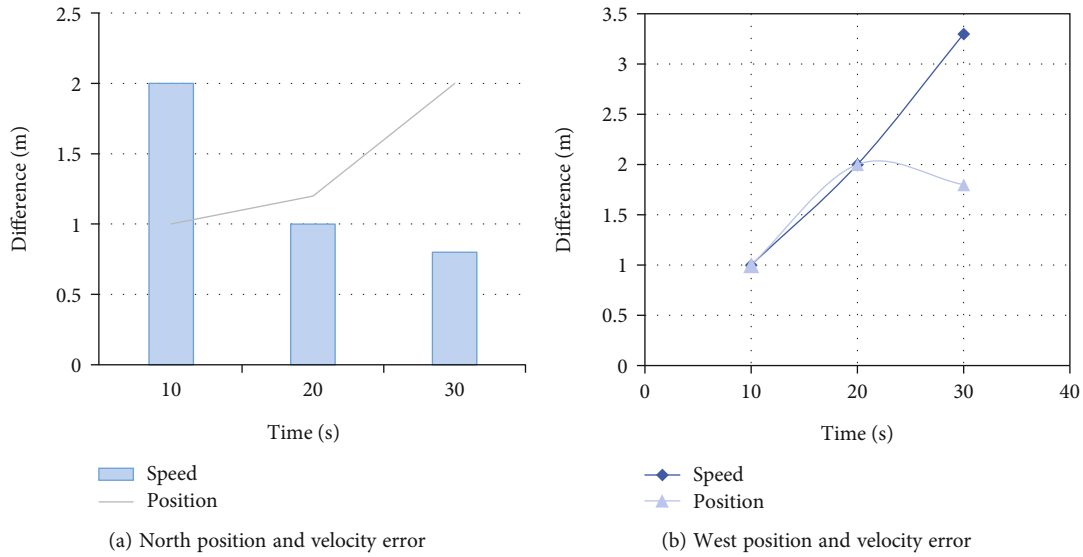 2.5
2
1.5
1
0.5
0
Difference (m)
10
20
30
Time (s)
Speed
Position
(a) North position and velocity error
3.5
3
2.5
2
1.5
1
0.5
0
Difference (m)
0
10
20
30
40
Time (s)
Speed
Position
(b) West position and velocity error